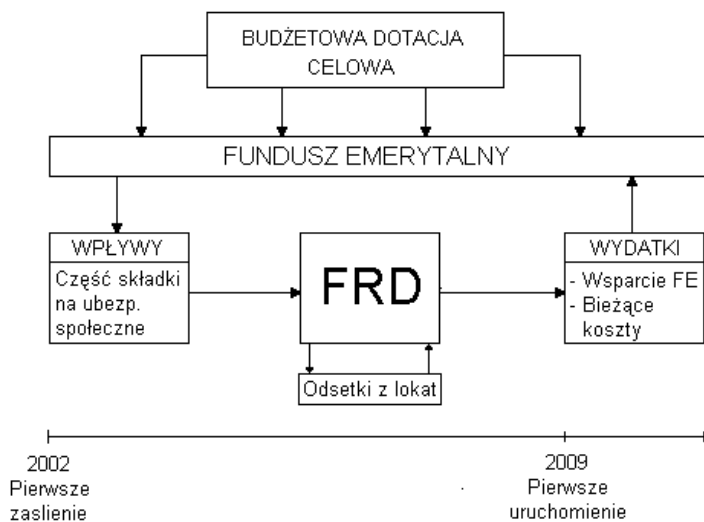 BUDŻETOWA DOTACJA
CELOWA
FUNDUSZ EMERYTALNY
WPŁYWY
Część składki
na ubezp.
społeczne
FRD
WYDATKI
- Wsparcie FE
- Bieżące
koszty
Odsetki z lokat
2002
Pierwsze
zaslienie
2009
Pierwsze
uruchomienie